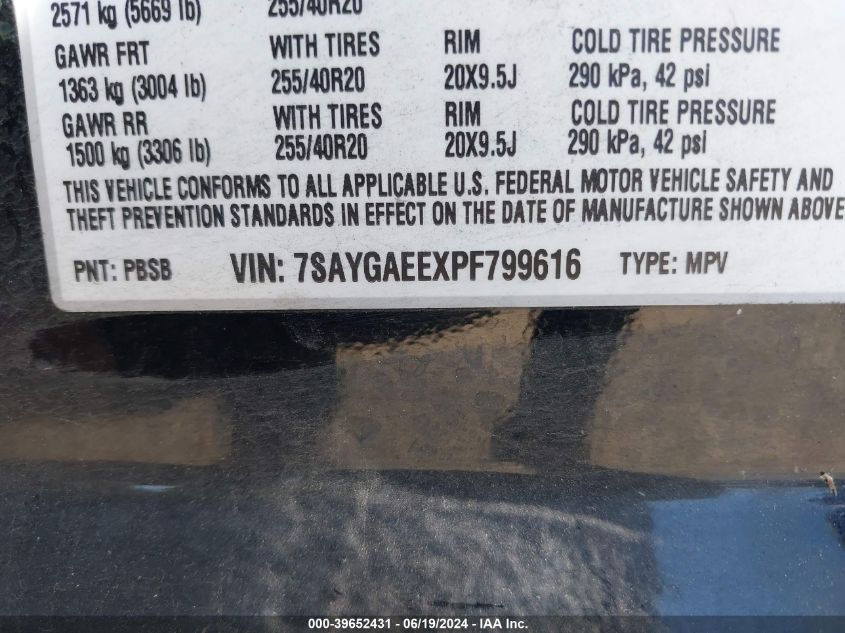 2571 kg (5669 lb) 255/40R20
GAWR FRT WITH TIRES RIM COLD TIRE PRESSURE
1363 kg (3004 lb) 255/40R20 20X9.5J 290 kPa, 42 psi
GAWR RR WITH TIRES RIM COLD TIRE PRESSURE
1500 kg (3306 lb) 255/40R20 20X9.5J 290 kPa, 42 psi
THIS VEHICLE CONFORMS TO ALL APPLICABLE U.S. FEDERAL MOTOR VEHICLE SAFETY AND
THEFT PREVENTION STANDARDS IN EFFECT ON THE DATE OF MANUFACTURE SHOWN ABOVE
PNT: PBSB VIN: 7SAYGAEEXPF799616 TYPE: MPV
000-39652431 - 06/19/2024 - IAA Inc.